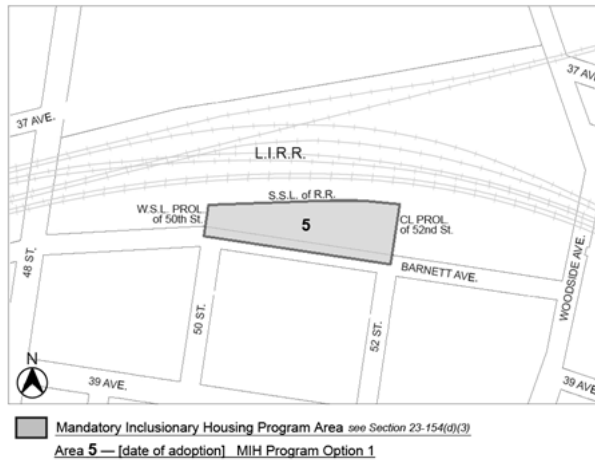 37 AVE.
37 AVE.
L.I.R.R.
S.S.L. of R.R.
W.S.L. PROL.
of 50th St.
5
CL PROL.
of 52nd St.
48 ST.
BARNETT AVE.
WOODSIDE AVE.
50 ST.
52 ST.
N
39 AVE.
39 AVE.
Mandatory Inclusionary Housing Program Area see Section 23-154(d)(3)
Area 5 — [date of adoption] MIH Program Option 1